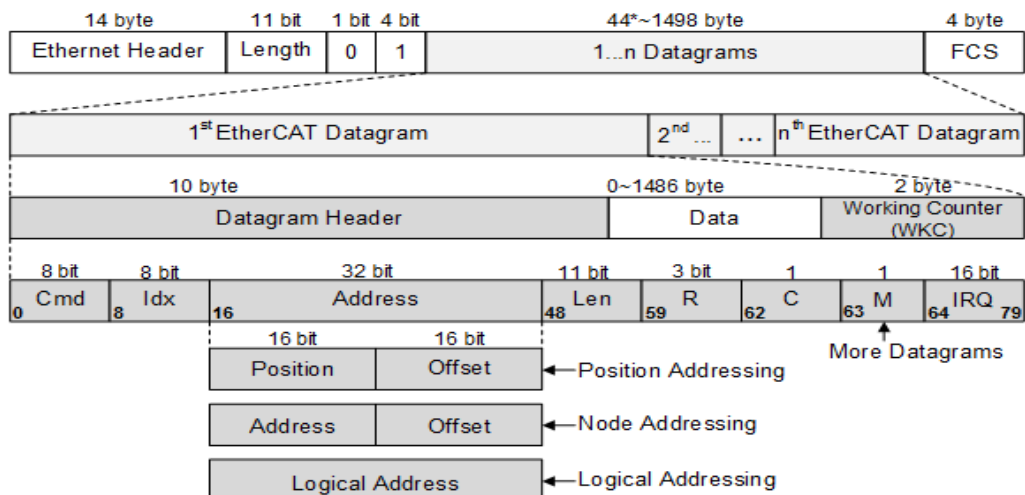 14 byte 11 bit 1 bit 4 bit 44*~1498 byte 4 byte
Ethernet Header Length 0 1 1...n Datagrams FCS
1st EtherCAT Datagram 2nd ... ... nth EtherCAT Datagram
10 byte 0~1486 byte 2 byte
Datagram Header Data Working Counter
(WKC)
8 bit 8 bit 32 bit 11 bit 3 bit 1 1 16 bit
Cmd Idx Address Len R C M IRQ
0 8 16 48 59 62 63 64 79
16 bit 16 bit More Datagrams
Position Offset Position Addressing
Address Offset Node Addressing
Logical Address Logical Addressing